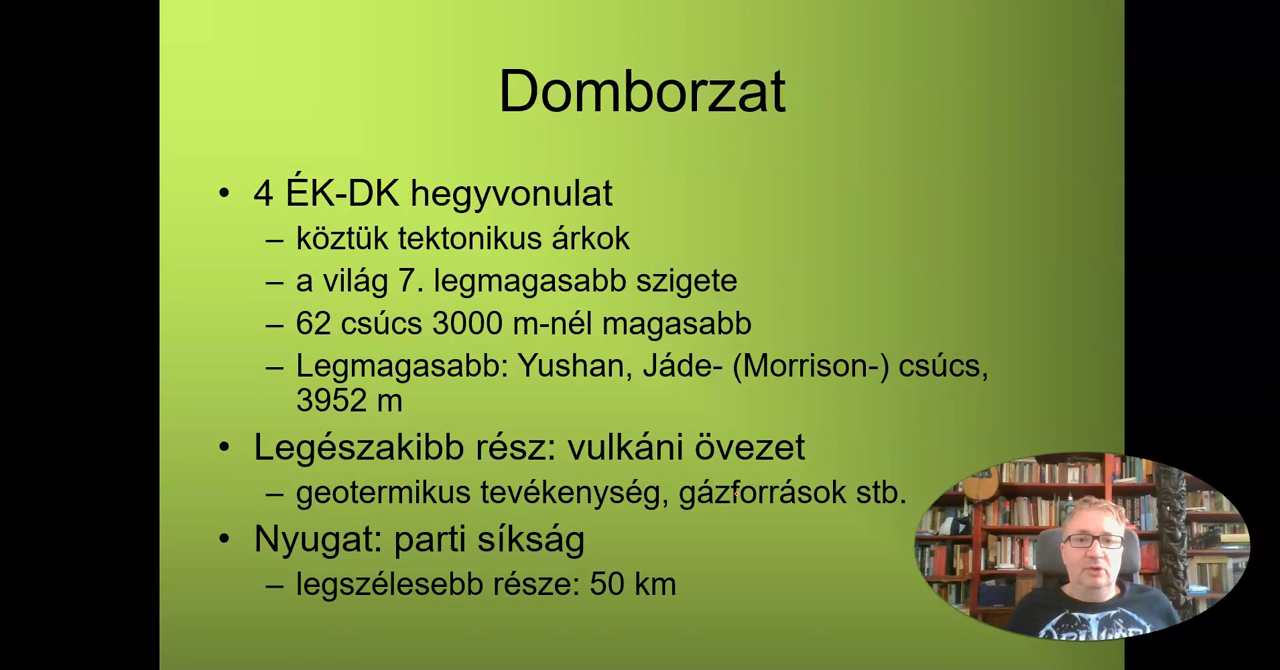 Domborzat
• 4 ÉK-DK hegyvonulat
– köztük tektonikus árkok
– a világ 7. legmagasabb szigete
– 62 csúcs 3000 m-nél magasabb
– Legmagasabb: Yushan, Jáde- (Morrison-) csúcs,
3952 m
• Legészakibb rész: vulkáni övezet
– geotermikus tevékenység, gázforrások stb.
• Nyugat: parti síkság
– legszélesebb része: 50 km